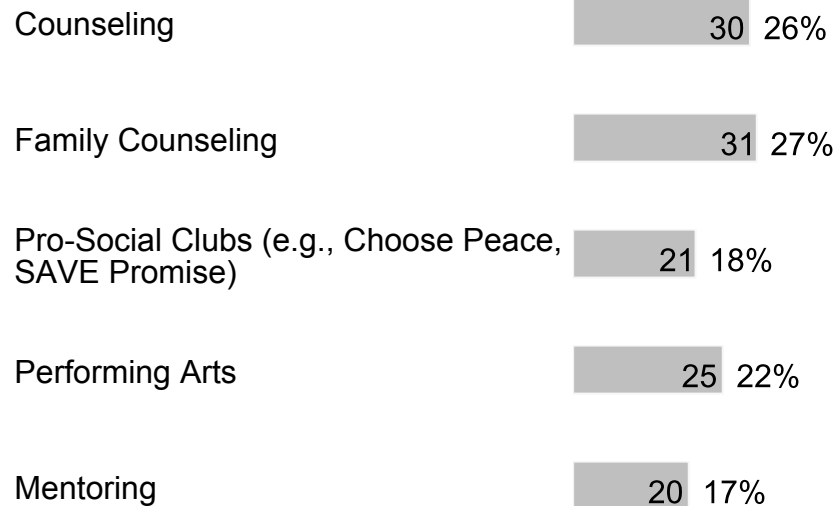 Counseling 30 26%
Family Counseling 31 27%
Pro-Social Clubs (e.g., Choose Peace,
SAVE Promise) 21 18%
Performing Arts 25 22%
Mentoring 20 17%